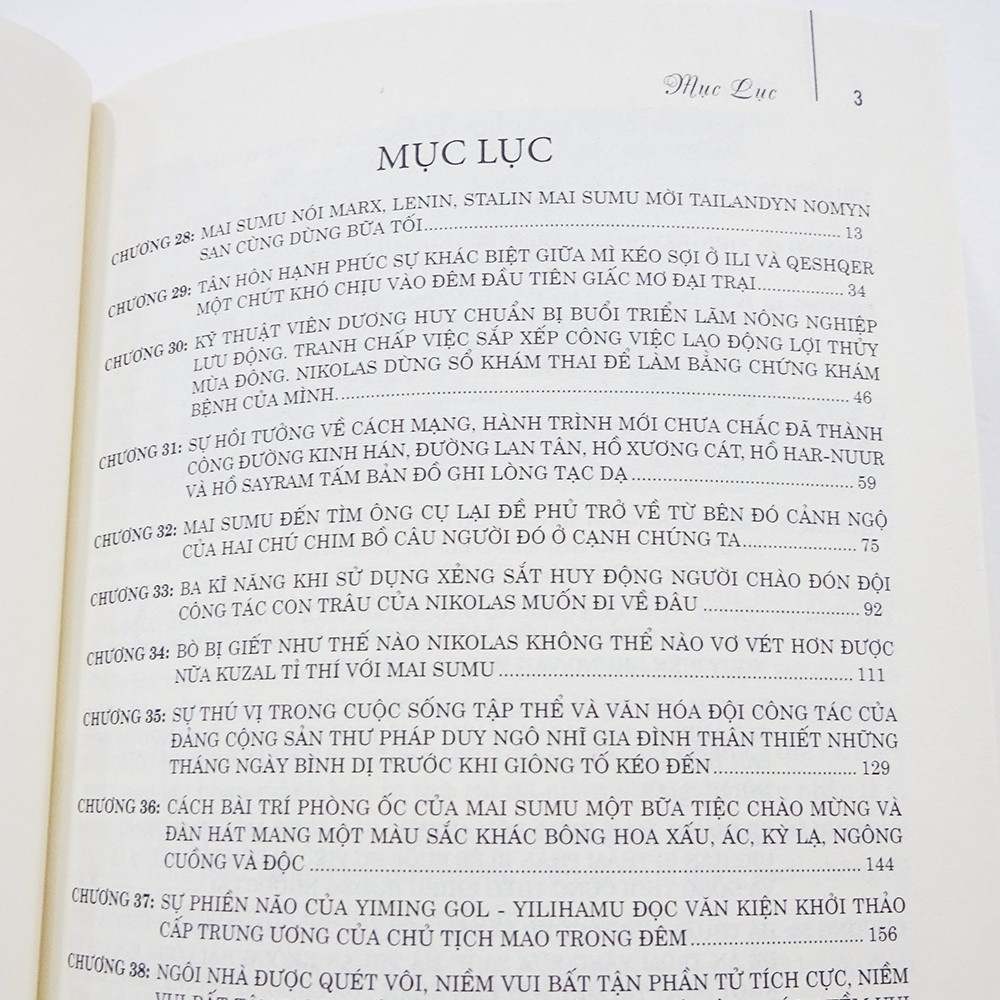 Mục Lục 3
MỤC LỤC
CHƯƠNG 28: MAI SUMU NÓI MARX, LENIN, STALIN MAI SUMU MỜI TAILANDYN NOMYN
SAN CÙNG DÙNG BỮA TỐI.......... 13
CHƯƠNG 29: TÂN HÔN HẠNH PHÚC SỰ KHÁC BIỆT GIỮA MÌ KÉO SỢI Ở ILI VÀ QESHQER
MỘT CHÚT KHÓ CHỊU VÀO ĐÊM ĐẦU TIÊN GIẤC MƠ ĐẠI TRẠI.......... 34
CHƯƠNG 30: KỸ THUẬT VIÊN DƯƠNG HUY CHUẨN BỊ BUỔI TRIỂN LÃM NÔNG NGHIỆP
LƯU ĐỘNG. TRANH CHẤP VIỆC SẮP XẾP CÔNG VIỆC LAO ĐỘNG LỢI THỦY
MÙA ĐÔNG. NIKOLAS DÙNG SỔ KHÁM THAI ĐỂ LÀM BẰNG CHỨNG KHÁM
BỆNH CỦA MÌNH.......... 46
CHƯƠNG 31: SỰ HỒI TƯỞNG VỀ CÁCH MẠNG, HÀNH TRÌNH MỚI CHƯA CHẮC ĐÃ THÀNH
CÔNG ĐƯỜNG KINH HÁN, ĐƯỜNG LAN TÂN, HỒ XƯƠNG CÁT, HỒ HAR-NUUR
VÀ HỒ SAYRAM TẤM BẢN ĐỒ GHI LÒNG TẠC DẠ.......... 59
CHƯƠNG 32: MAI SUMU ĐẾN TÌM ÔNG CỤ LẠI ĐỀ PHỦ TRỞ VỀ TỪ BÊN ĐÓ CẢNH NGỘ
CỦA HAI CHÚ CHIM BỒ CÂU NGƯỜI ĐÓ Ở CẠNH CHÚNG TA.......... 75
CHƯƠNG 33: BA KĨ NĂNG KHI SỬ DỤNG XẺNG SẮT HUY ĐỘNG NGƯỜI CHÀO ĐÓN ĐỘI
CÔNG TÁC CON TRÂU CỦA NIKOLAS MUỐN ĐI VỀ ĐÂU .......... 92
CHƯƠNG 34: BÒ BỊ GIẾT NHƯ THẾ NÀO NIKOLAS KHÔNG THỂ NÀO VƠ VÉT HƠN ĐƯỢC
NỮA KUZAL TỈ THÍ VỚI MAI SUMU.......... 111
CHƯƠNG 35: SỰ THÚ VỊ TRONG CUỘC SỐNG TẬP THỂ VÀ VĂN HÓA ĐỘI CÔNG TÁC CỦA
ĐẢNG CỘNG SẢN THƯ PHÁP DUY NGÔ NHĨ GIA ĐÌNH THÂN THIẾT NHỮNG
THÁNG NGÀY BÌNH DỊ TRƯỚC KHI GIÔNG TỐ KÉO ĐẾN.......... 129
CHƯƠNG 36: CÁCH BÀI TRÍ PHÒNG ỐC CỦA MAI SUMU MỘT BỮA TIỆC CHÀO MỪNG VÀ
ĐÀN HÁT MANG MỘT MÀU SẮC KHÁC BÔNG HOA XẤU, ÁC, KỲ LẠ, NGÔNG
CUỒNG VÀ ĐỘC .......... 144
CHƯƠNG 37: SỰ PHIỀN NÃO CỦA YIMING GOL - YILIHAMU ĐỌC VĂN KIỆN KHỞI THẢO
CẤP TRUNG ƯƠNG CỦA CHỦ TỊCH MAO TRONG ĐÊM.......... 156
CHƯƠNG 38: NGÔI NHÀ ĐƯỢC QUÉT VÔI, NIỀM VUI BẤT TẬN PHẦN TỬ TÍCH CỰC, NIỀM